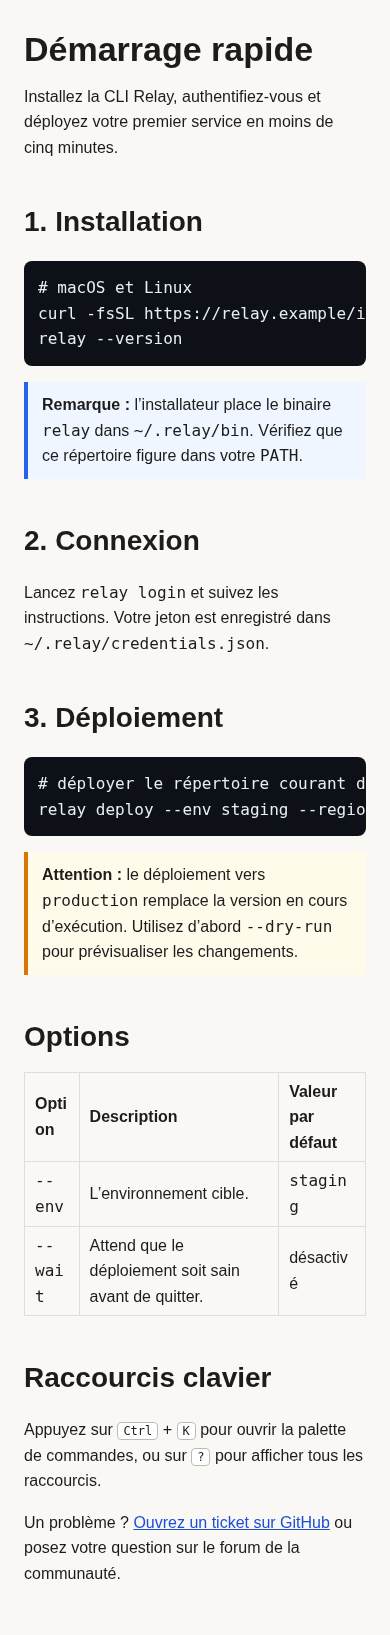 Démarrage rapide
Installez la CLI Relay, authentifiez-vous et
déployez votre premier service en moins de
cinq minutes.
1. Installation
# macOS et Linux
curl -fsSL https://relay.example/i
relay --version
Remarque : l’installateur place le binaire
relay dans ~/.relay/bin. Vérifiez que
ce répertoire figure dans votre PATH.
2. Connexion
Lancez relay login et suivez les
instructions. Votre jeton est enregistré dans
~/.relay/credentials.json.
3. Déploiement
# déployer le répertoire courant d
relay deploy --env staging --regio
Attention : le déploiement vers
production remplace la version en cours
d’exécution. Utilisez d’abord --dry-run
pour prévisualiser les changements.
Options
Opti
on
Description
Valeur
par
défaut
--
env
L’environnement cible.
stagin
g
--
wai
t
Attend que le
déploiement soit sain
avant de quitter.
désactiv
é
Raccourcis clavier
Appuyez sur Ctrl + K pour ouvrir la palette
de commandes, ou sur ? pour afficher tous les
raccourcis.
Un problème ? Ouvrez un ticket sur GitHub ou
posez votre question sur le forum de la
communauté.